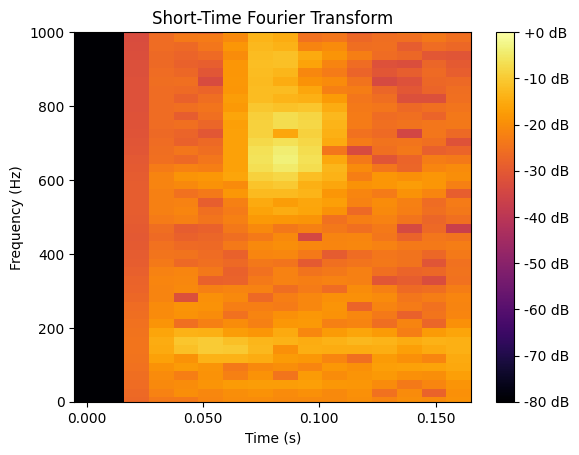 Short-Time Fourier Transform
1000
800
600
400
200
0
Frequency (Hz)
0.000
0.050
0.100
0.150
Time (s)
+0 dB
-10 dB
-20 dB
-30 dB
-40 dB
-50 dB
-60 dB
-70 dB
-80 dB